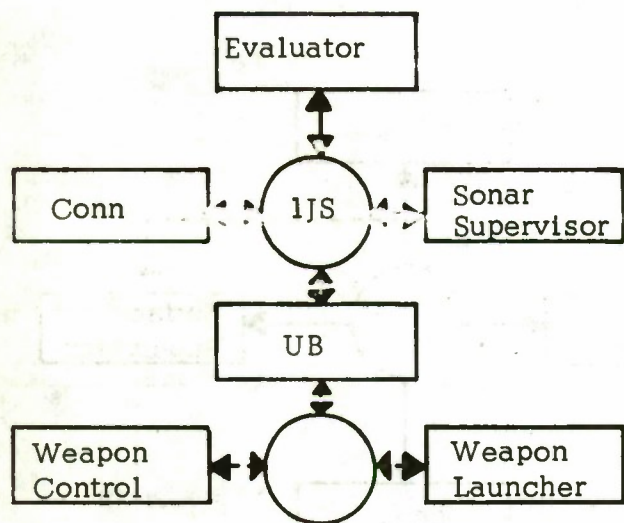 Evaluator
Conn
1JS
Sonar
Supervisor
UB
Weapon
Control
Weapon
Launcher